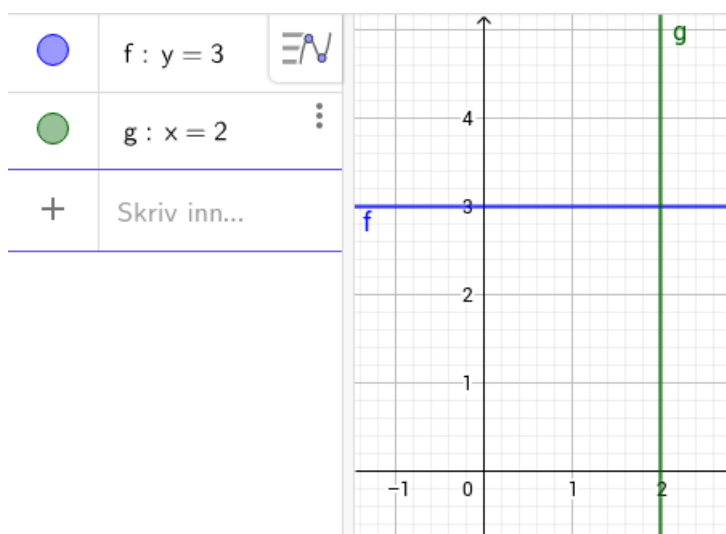 f : y = 3
g : x = 2
+ Skriv inn...
g
4
3
f
2
1
−1 0 1 2